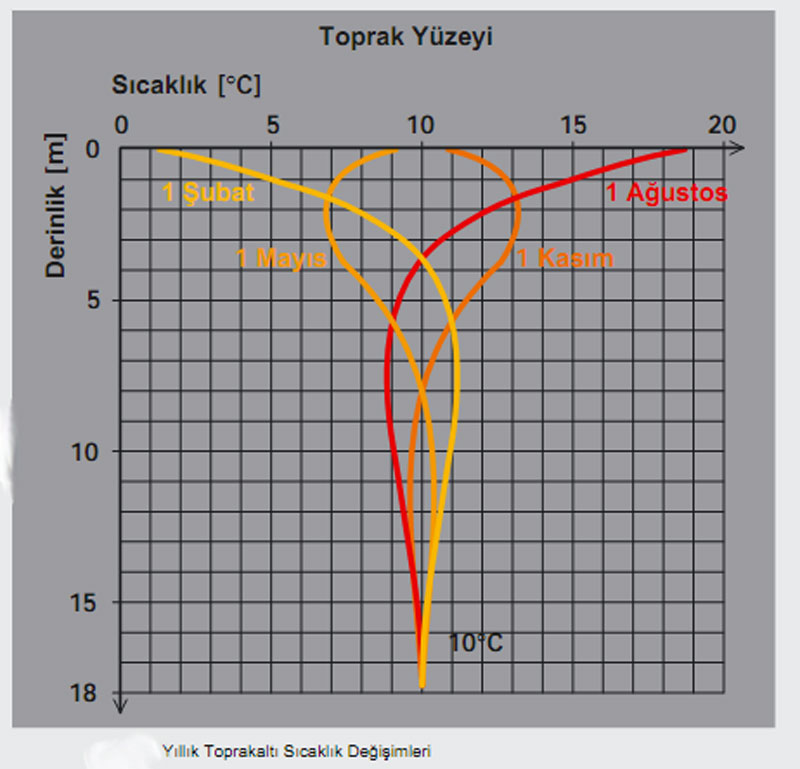 Toprak Yüzeyi
Sıcaklık [°C]
0 5 10 15 20
Derinlik [m]
0
1 Şubat
1 Ağustos
1 Mayıs
1 Kasım
5
10
15
10°C
18
Yıllık Toprakaltı Sıcaklık Değişimleri